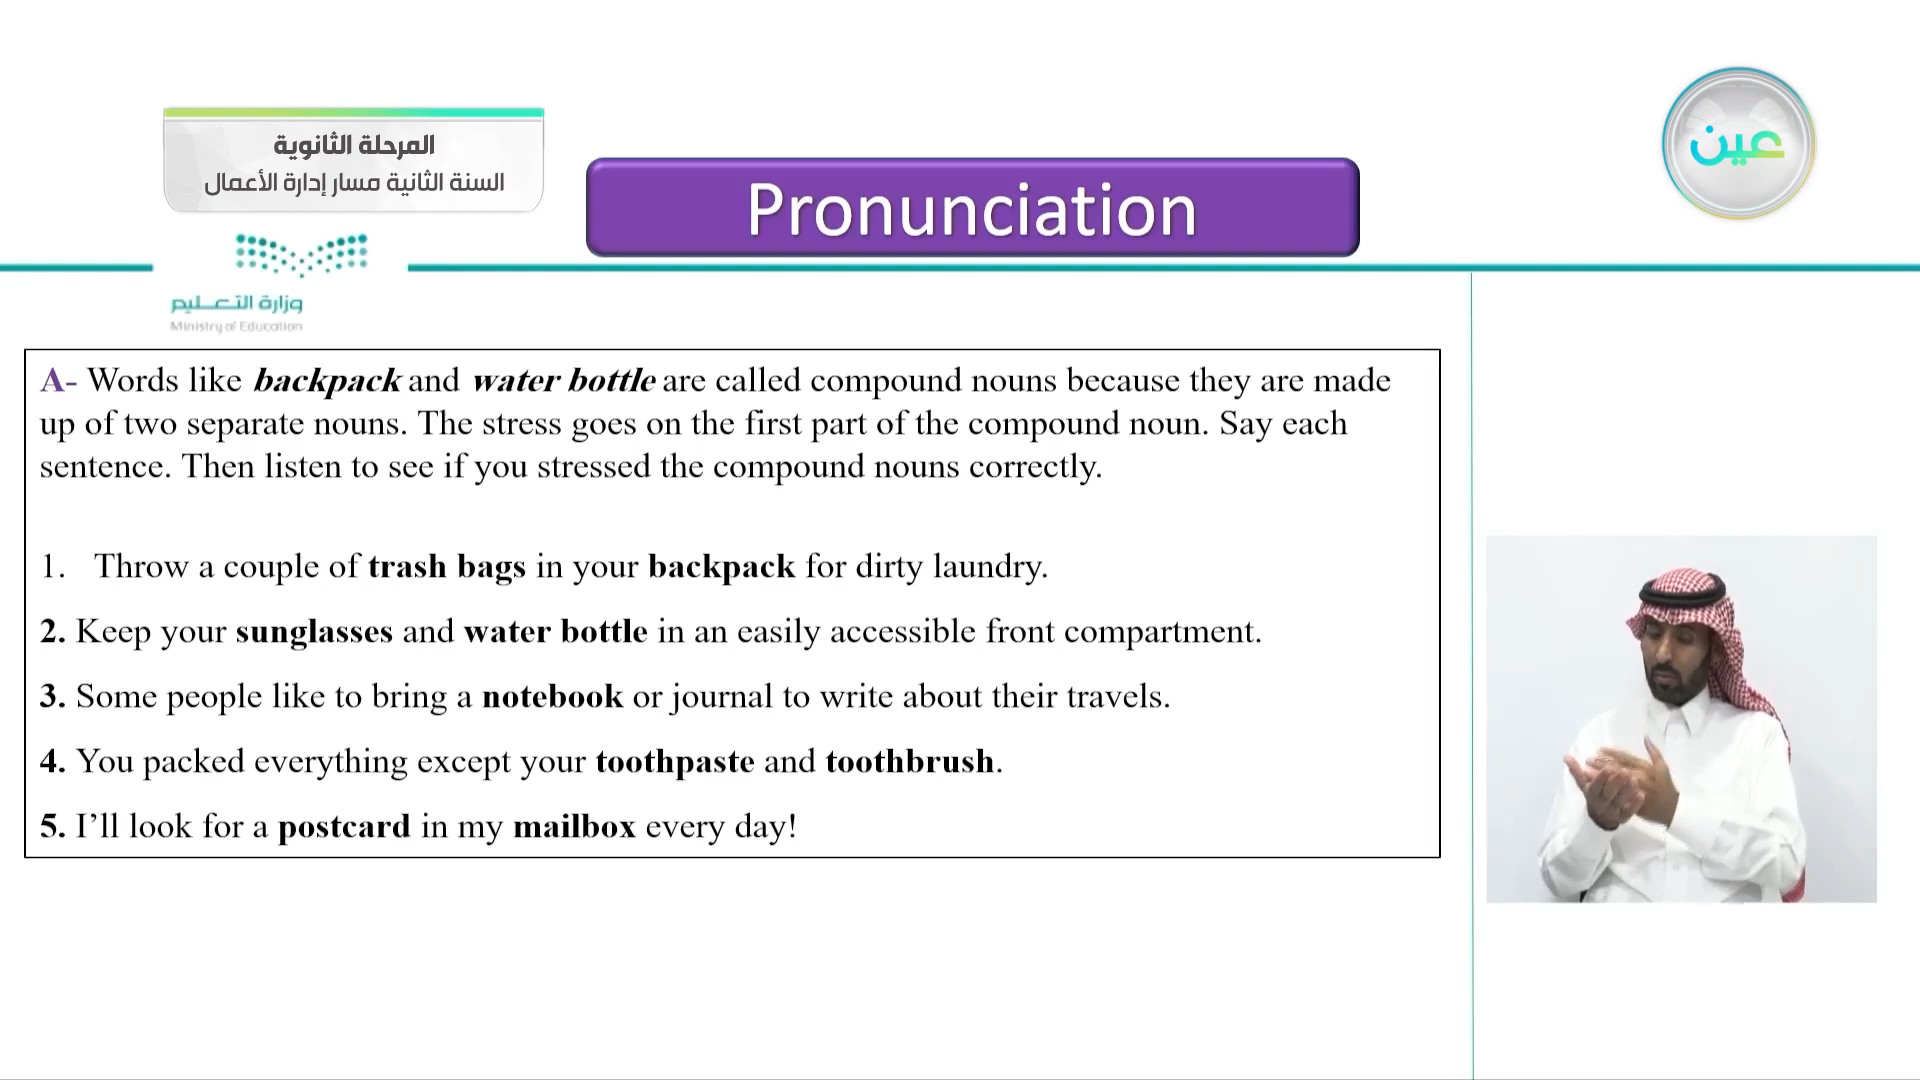 المرحلة الثانوية
السنة الثانية مسار إدارة الأعمال
عين
Pronunciation
وزارة التعليم
Ministry of Education
A- Words like backpack and water bottle are called compound nouns because they are made
up of two separate nouns. The stress goes on the first part of the compound noun. Say each
sentence. Then listen to see if you stressed the compound nouns correctly.
1. Throw a couple of trash bags in your backpack for dirty laundry.
2. Keep your sunglasses and water bottle in an easily accessible front compartment.
3. Some people like to bring a notebook or journal to write about their travels.
4. You packed everything except your toothpaste and toothbrush.
5. I’ll look for a postcard in my mailbox every day!